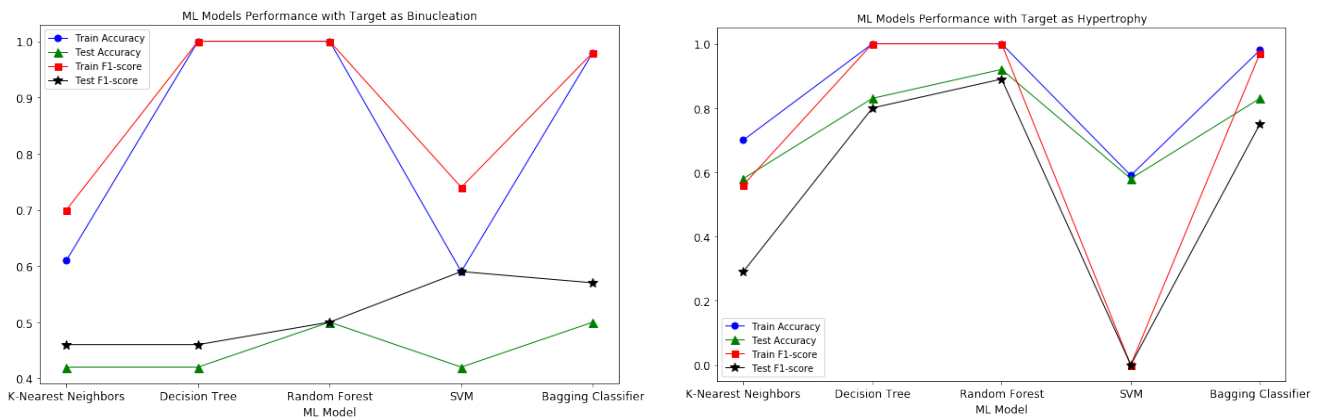 ML Models Performance with Target as Binucleation
1.0
0.9
0.8
0.7
0.6
0.5
0.4
Train Accuracy
Test Accuracy
Train F1-score
Test F1-score
K-Nearest Neighbors
Decision Tree
Random Forest
SVM
Bagging Classifier
ML Model
ML Models Performance with Target as Hypertrophy
1.0
0.8
0.6
0.4
0.2
0.0
Train Accuracy
Test Accuracy
Train F1-score
Test F1-score
K-Nearest Neighbors
Decision Tree
Random Forest
SVM
Bagging Classifier
ML Model